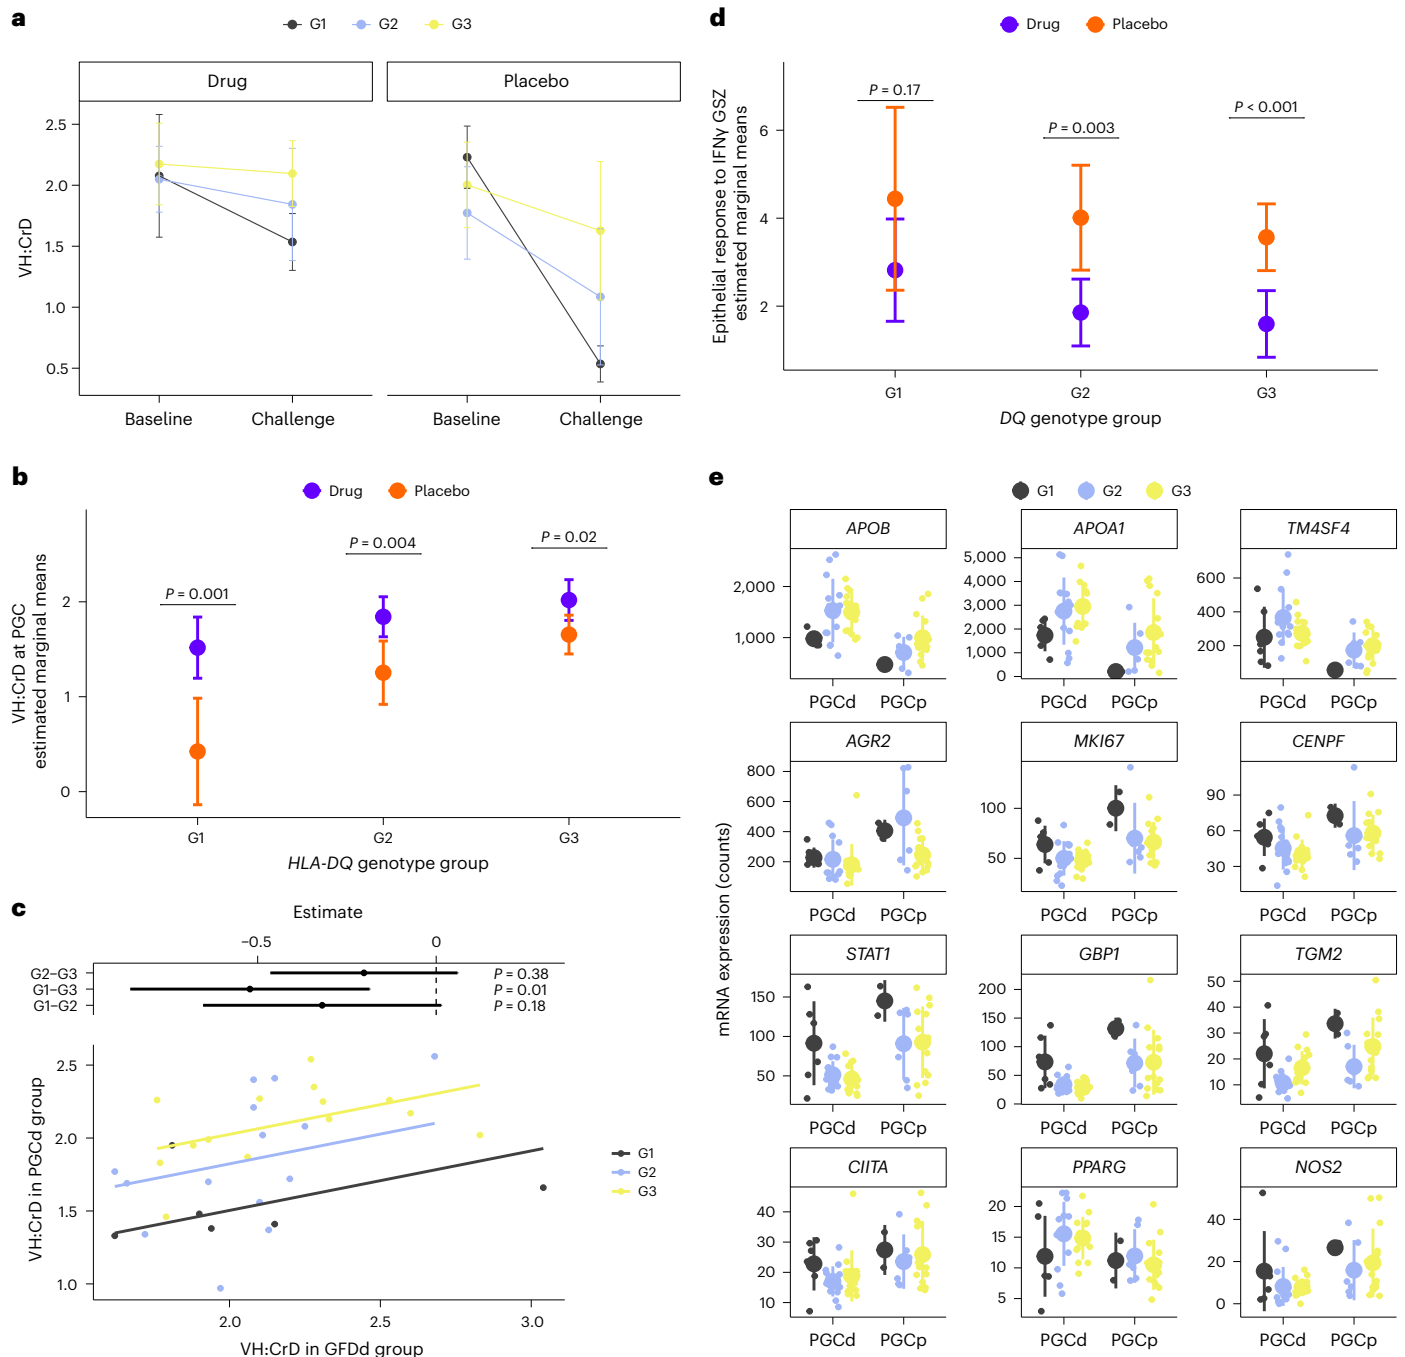 a
G1 G2 G3
Drug
Placebo
VH:CrD
2.5
2.0
1.5
1.0
0.5
Baseline Challenge
Baseline Challenge
b
Drug Placebo
VH:CrD at PGC
estimated marginal means
2
1
0
P = 0.001
P = 0.004
P = 0.02
G1 G2 G3
HLA-DQ genotype group
c
Estimate
−0.5 0
G2–G3 P = 0.38
G1–G3 P = 0.01
G1–G2 P = 0.18
VH:CrD in PGCd group
2.5
2.0
1.5
1.0
G1
G2
G3
2.0 2.5 3.0
VH:CrD in GFDd group
d
Drug Placebo
Epithelial response to IFNγ GSZ
estimated marginal means
6
4
2
P = 0.17
P = 0.003
P < 0.001
G1 G2 G3
DQ genotype group
e
G1 G2 G3
mRNA expression (counts)
APOB
2,000
1,000
PGCd PGCp
APOA1
5,000
4,000
3,000
2,000
1,000
0
PGCd PGCp
TM4SF4
600
400
200
PGCd PGCp
AGR2
800
600
400
200
PGCd PGCp
MKI67
100
50
PGCd PGCp
CENPF
90
60
30
PGCd PGCp
STAT1
150
100
50
PGCd PGCp
GBP1
200
150
100
50
0
PGCd PGCp
TGM2
50
40
30
20
10
PGCd PGCp
CIITA
40
30
20
10
PGCd PGCp
PPARG
20
15
10
5
PGCd PGCp
NOS2
40
20
0
PGCd PGCp